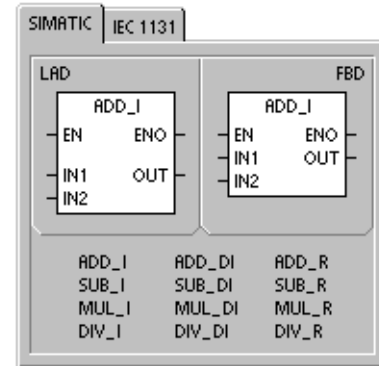 SIMATIC IEC 1131
LAD FBD
ADD_I ADD_I
EN ENO EN ENO
IN1 OUT IN1 OUT
IN2 IN2
ADD_I ADD_DI ADD_R
SUB_I SUB_DI SUB_R
MUL_I MUL_DI MUL_R
DIV_I DIV_DI DIV_R